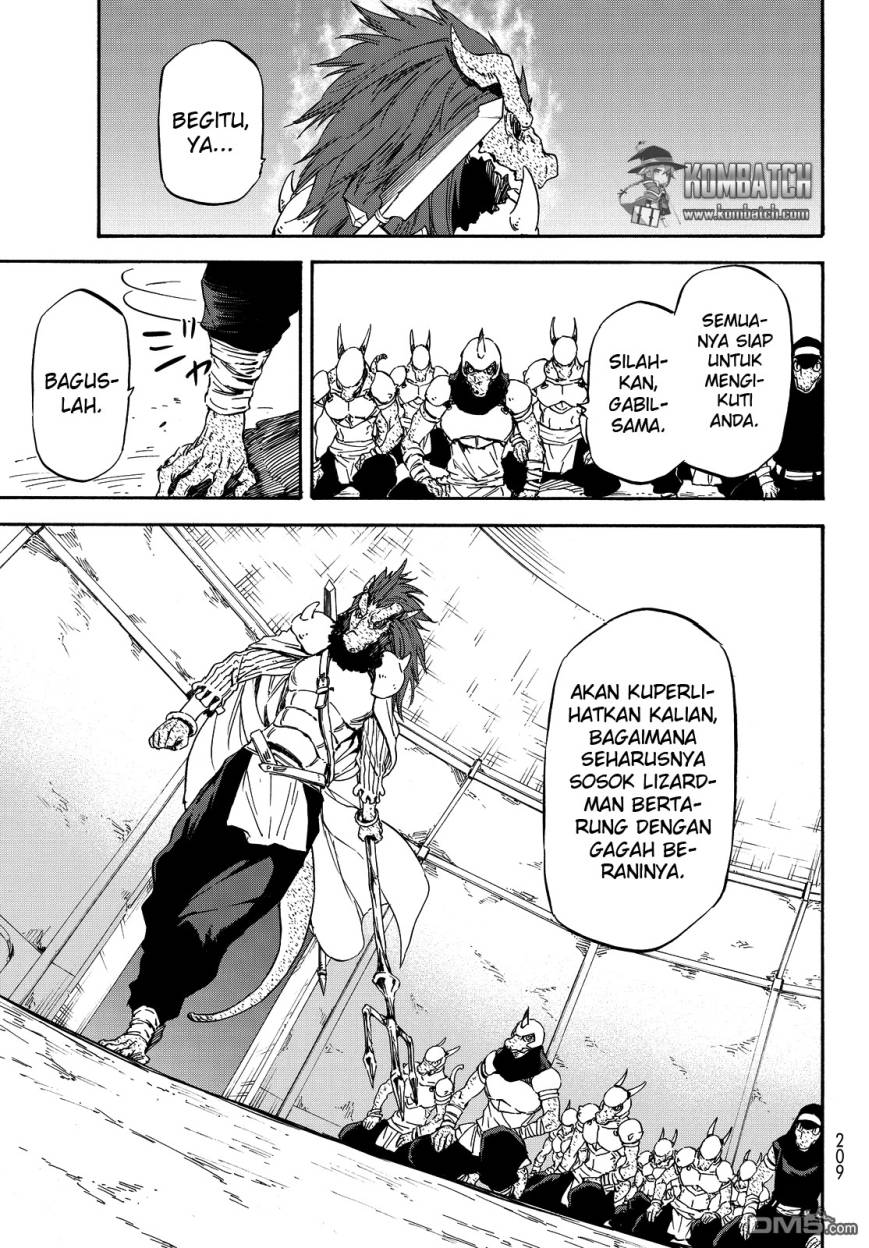 BEGITU,
YA...
KOMBATCH
www.kombatch.com
SEMUA-
NYA SIAP
UNTUK
MENGI-
KUTI
ANDA.
SILAH-
KAN,
GABIL-
SAMA.
BAGUS-
LAH.
AKAN KUPERLI-
HATKAN KALIAN,
BAGAIMANA
SEHARUSNYA
SOSOK LIZARD-
MAN BERTA-
RUNG DENGAN
GAGAH BE-
RANINYA.
209
DM5.com